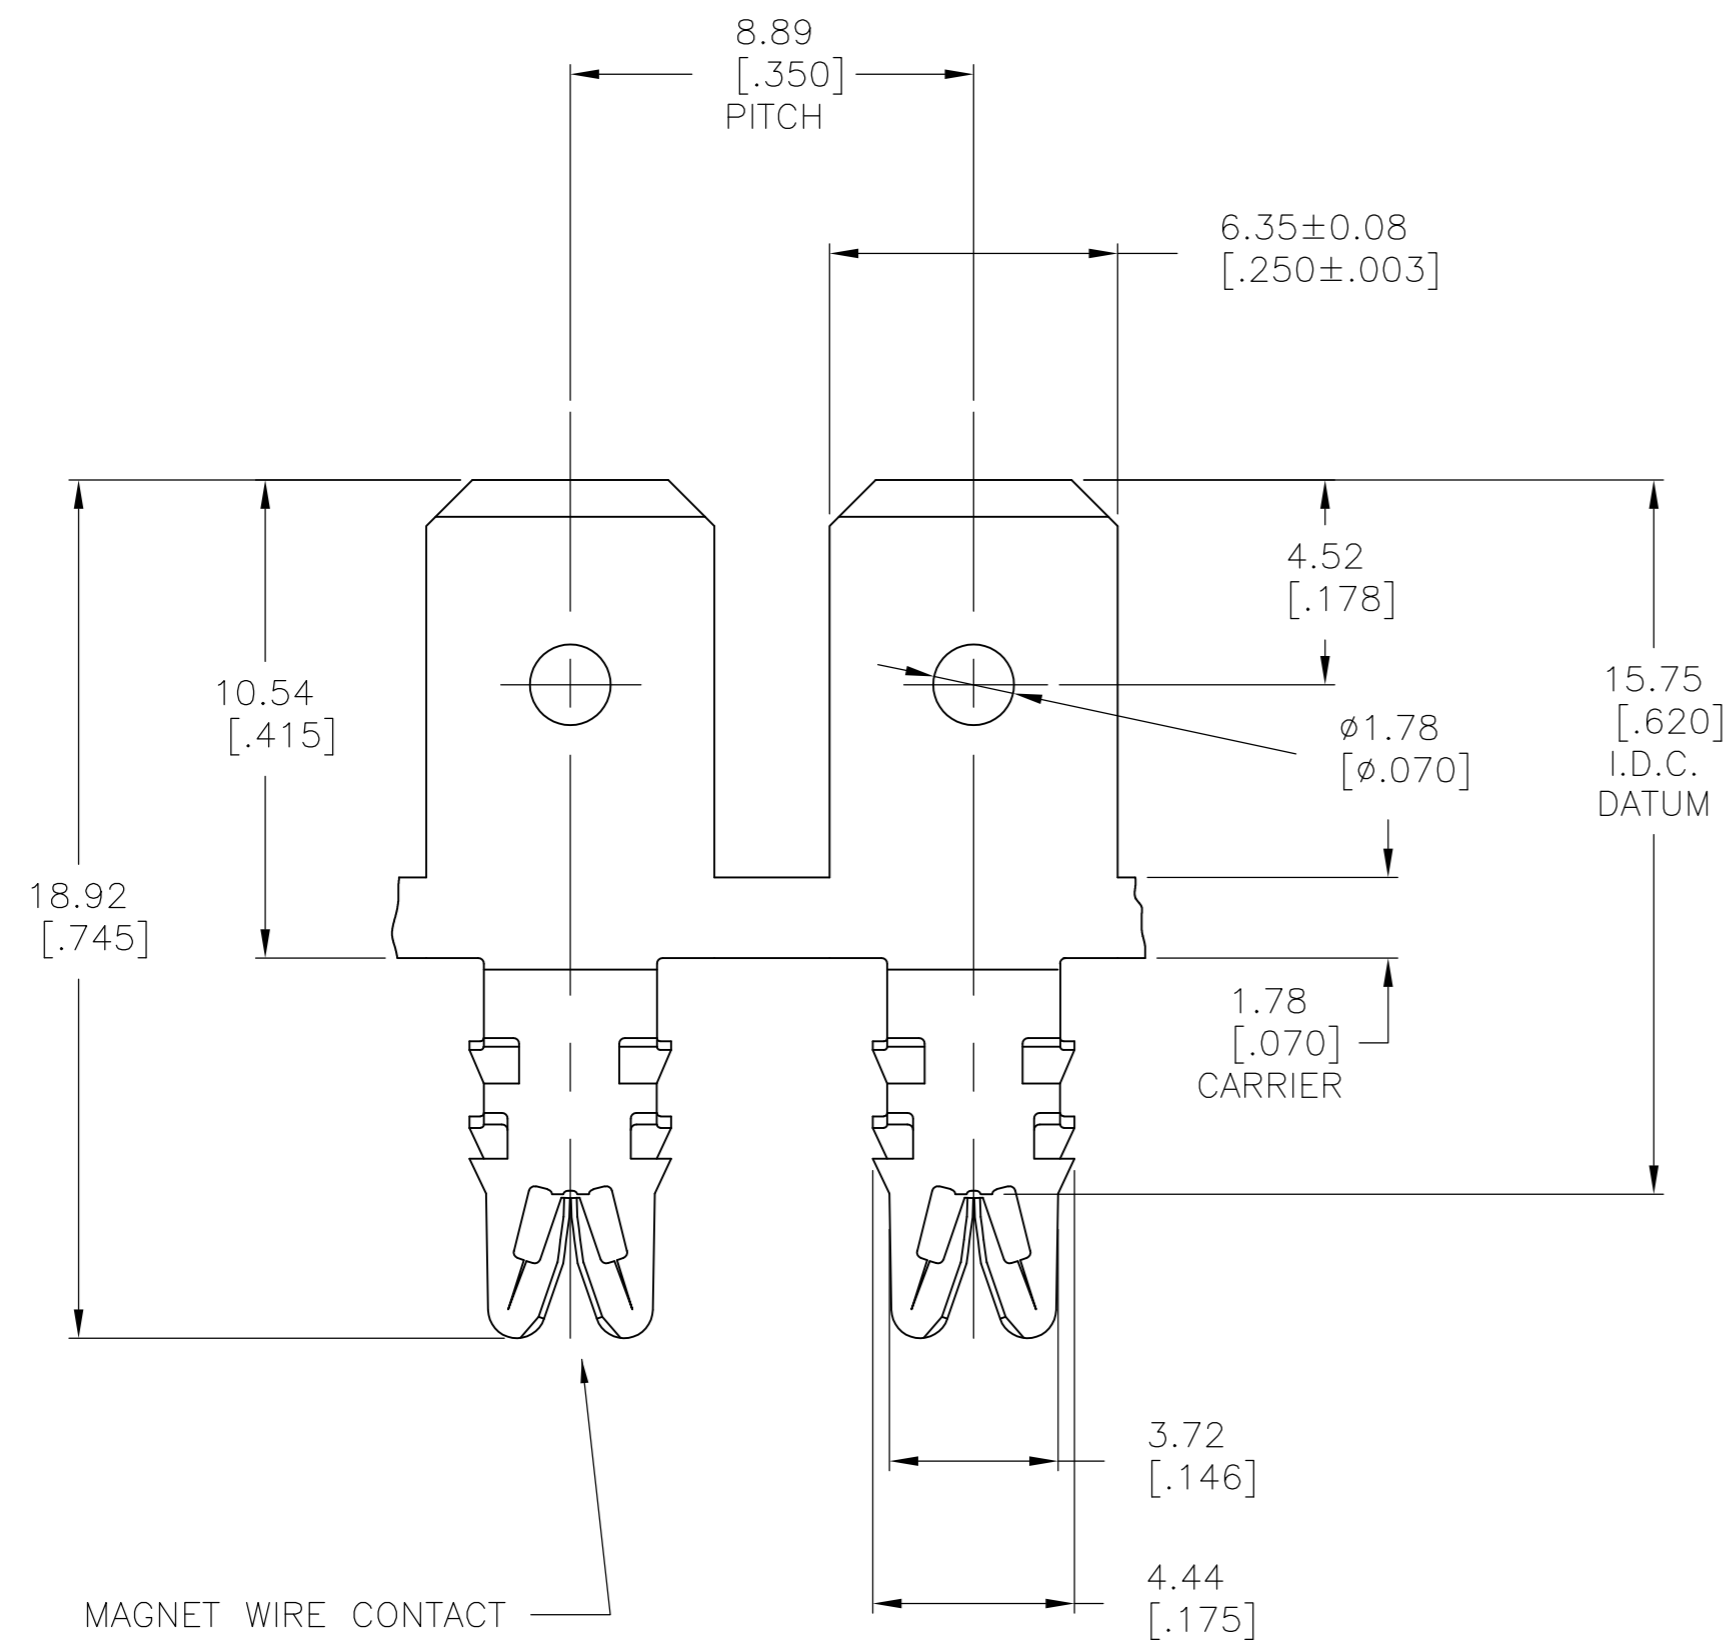 8.89
[.350]
PITCH
6.35±0.08
[.250±.003]
4.52
[.178]
10.54
[.415]
15.75
[.620]
I.D.C.
DATUM
ø1.78
[ø.070]
18.92
[.745]
1.78
[.070]
CARRIER
3.72
[.146]
4.44
[.175]
MAGNET WIRE CONTACT